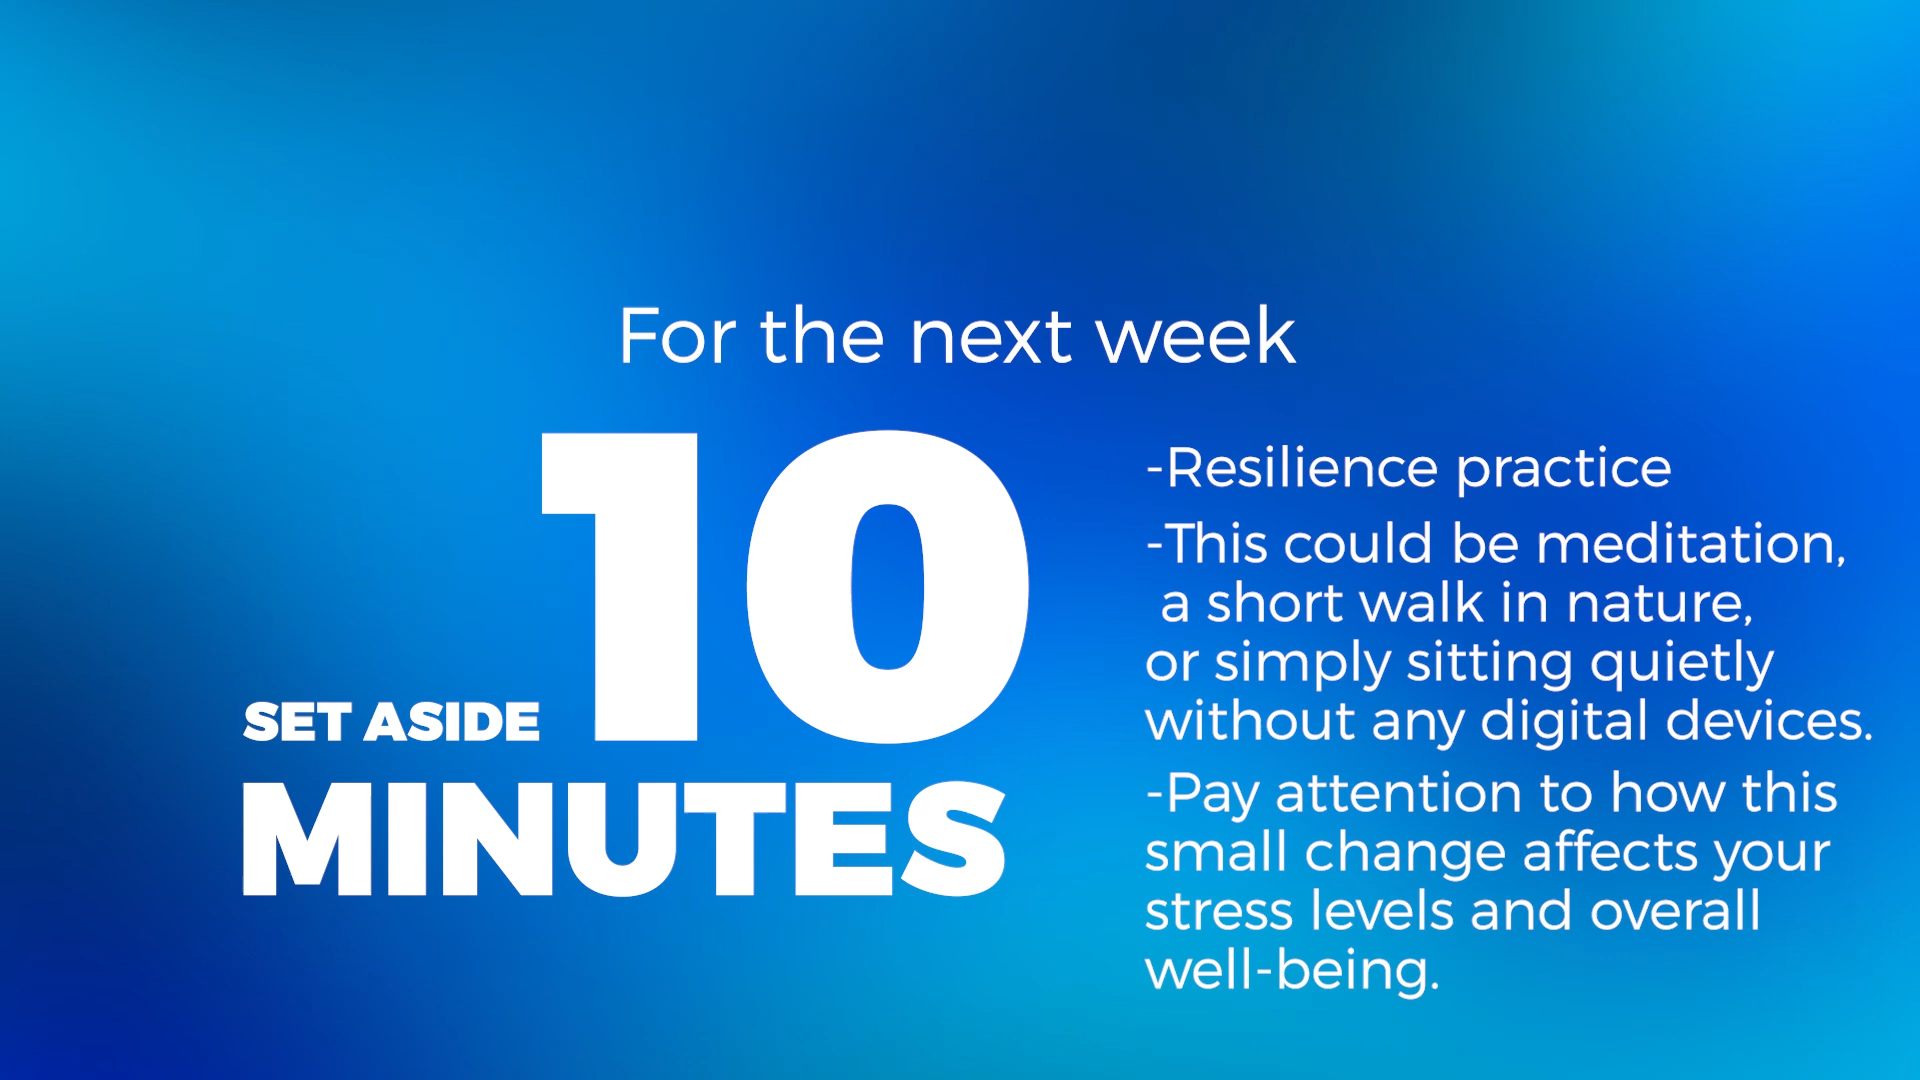 For the next week
SET ASIDE 10
MINUTES
-Resilience practice
-This could be meditation,
a short walk in nature,
or simply sitting quietly
without any digital devices.
-Pay attention to how this
small change affects your
stress levels and overall
well-being.